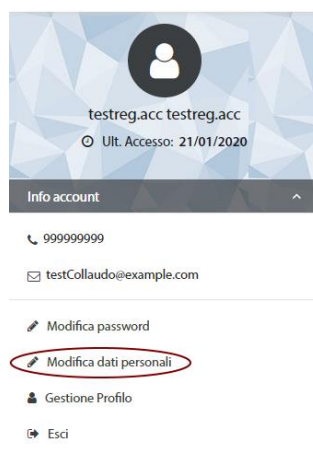 testreg.acc testreg.acc
Ult. Accesso: 21/01/2020
Info account
999999999
testCollaudo@example.com
Modifica password
Modifica dati personali
Gestione Profilo
Esci